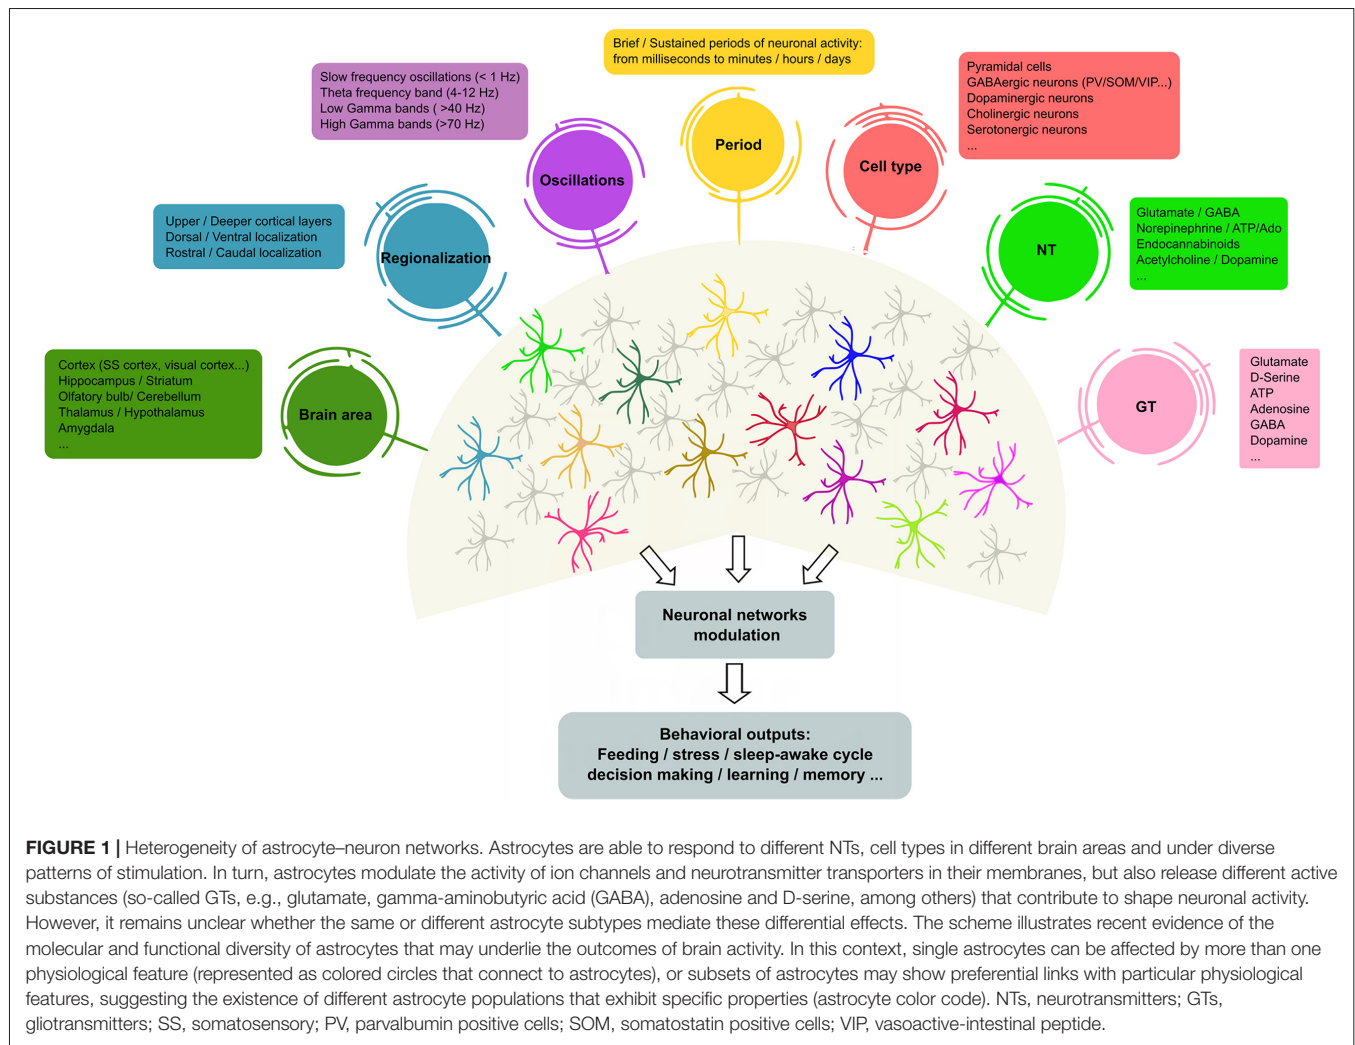 Brief / Sustained periods of neuronal activity:
from milliseconds to minutes / hours / days
Slow frequency oscillations (< 1 Hz)
Theta frequency band (4-12 Hz)
Low Gamma bands ( >40 Hz)
High Gamma bands (>70 Hz)
Pyramidal cells
GABAergic neurons (PV/SOM/VIP...)
Dopaminergic neurons
Cholinergic neurons
Serotonergic neurons
...
Period
Cell type
Oscillations
Upper / Deeper cortical layers
Dorsal / Ventral localization
Rostral / Caudal localization
Regionalization
NT
Glutamate / GABA
Norepinephrine / ATP/Ado
Endocannabinoids
Acetylcholine / Dopamine
...
Cortex (SS cortex, visual cortex...)
Hippocampus / Striatum
Olfatory bulb/ Cerebellum
Thalamus / Hypothalamus
Amygdala
...
Brain area
GT
Glutamate
D-Serine
ATP
Adenosine
GABA
Dopamine
...
Neuronal networks
modulation
Behavioral outputs:
Feeding / stress / sleep-awake cycle
decision making / learning / memory ...
FIGURE 1 | Heterogeneity of astrocyte–neuron networks. Astrocytes are able to respond to different NTs, cell types in different brain areas and under diverse
patterns of stimulation. In turn, astrocytes modulate the activity of ion channels and neurotransmitter transporters in their membranes, but also release different active
substances (so-called GTs, e.g., glutamate, gamma-aminobutyric acid (GABA), adenosine and D-serine, among others) that contribute to shape neuronal activity.
However, it remains unclear whether the same or different astrocyte subtypes mediate these differential effects. The scheme illustrates recent evidence of the
molecular and functional diversity of astrocytes that may underlie the outcomes of brain activity. In this context, single astrocytes can be affected by more than one
physiological feature (represented as colored circles that connect to astrocytes), or subsets of astrocytes may show preferential links with particular physiological
features, suggesting the existence of different astrocyte populations that exhibit specific properties (astrocyte color code). NTs, neurotransmitters; GTs,
gliotransmitters; SS, somatosensory; PV, parvalbumin positive cells; SOM, somatostatin positive cells; VIP, vasoactive-intestinal peptide.